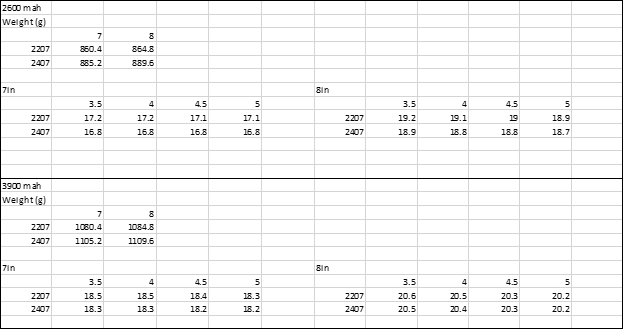 2600 mah
Weight (g)
7 8
2207 860.4 864.8
2407 885.2 889.6
7in 8in
3.5 4 4.5 5 3.5 4 4.5 5
2207 17.2 17.2 17.1 17.1 2207 19.2 19.1 19 18.9
2407 16.8 16.8 16.8 16.8 2407 18.9 18.8 18.8 18.7
3900 mah
Weight (g)
7 8
2207 1080.4 1084.8
2407 1105.2 1109.6
7in 8in
3.5 4 4.5 5 3.5 4 4.5 5
2207 18.5 18.5 18.4 18.3 2207 20.6 20.5 20.3 20.2
2407 18.3 18.3 18.2 18.2 2407 20.5 20.4 20.3 20.2